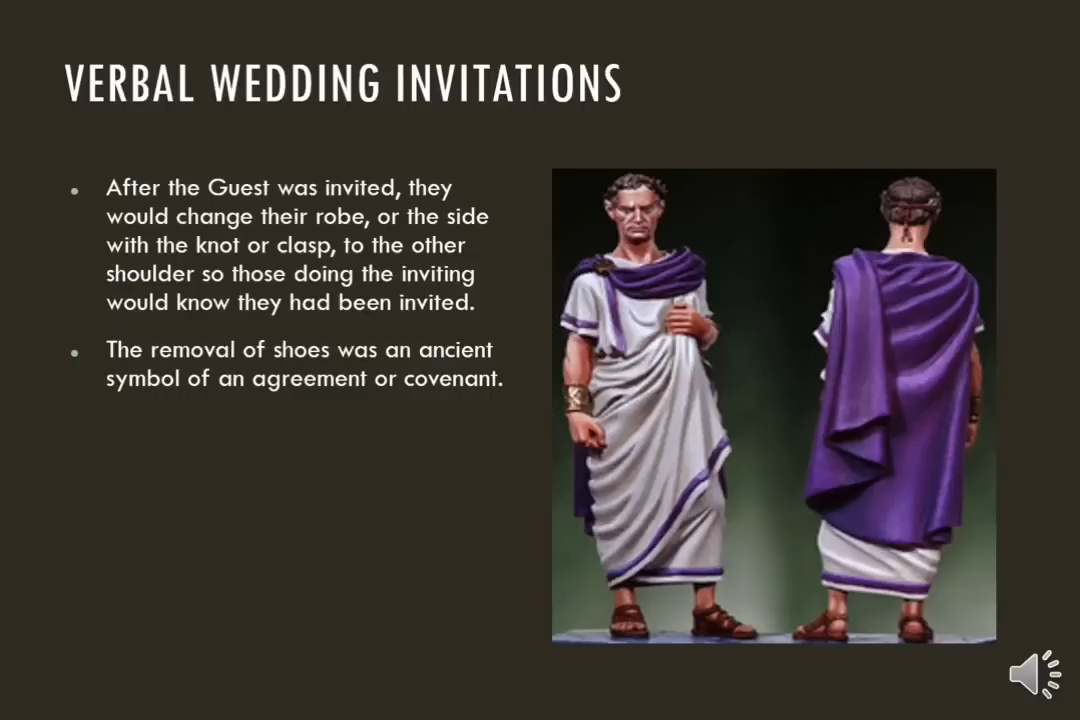 VERBAL WEDDING INVITATIONS
• After the Guest was invited, they
would change their robe, or the side
with the knot or clasp, to the other
shoulder so those doing the inviting
would know they had been invited.
• The removal of shoes was an ancient
symbol of an agreement or covenant.